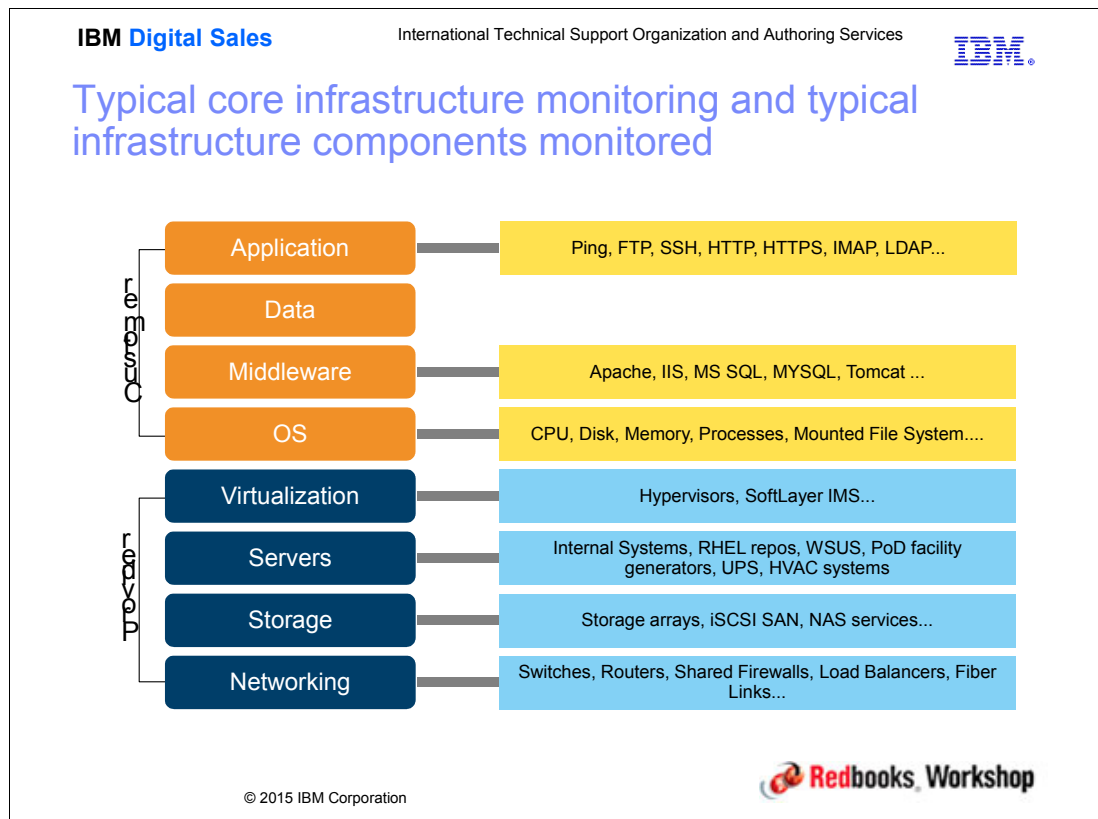 IBM Digital Sales
International Technical Support Organization and Authoring Services
IBM®
Typical core infrastructure monitoring and typical
infrastructure components monitored
Customer
Application
Ping, FTP, SSH, HTTP, HTTPS, IMAP, LDAP...
Data
Middleware
Apache, IIS, MS SQL, MYSQL, Tomcat ...
OS
CPU, Disk, Memory, Processes, Mounted File System....
Provider
Virtualization
Hypervisors, SoftLayer IMS...
Servers
Internal Systems, RHEL repos, WSUS, PoD facility
generators, UPS, HVAC systems
Storage
Storage arrays, iSCSI SAN, NAS services...
Networking
Switches, Routers, Shared Firewalls, Load Balancers, Fiber
Links...
© 2015 IBM Corporation
Redbooks® Workshop